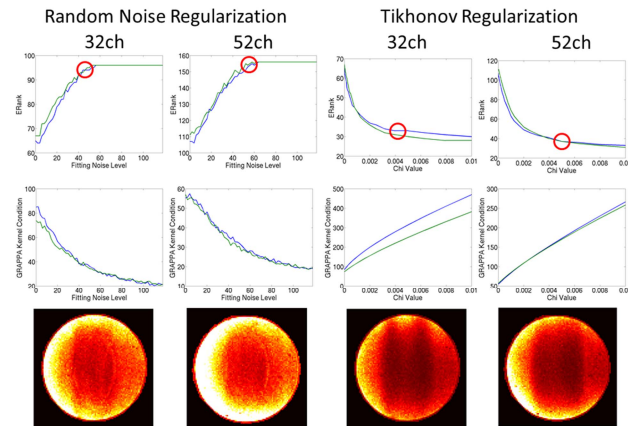 Random Noise Regularization
Tikhonov Regularization
32ch
52ch
32ch
52ch
ERank
100
90
80
70
60
0 20 40 60 80 100
Fitting Noise Level
ERank
160
150
140
130
120
110
100
0 20 40 60 80 100
Fitting Noise Level
ERank
70
60
50
40
30
20
0 0.002 0.004 0.006 0.008 0.01
Chi Value
ERank
120
100
80
60
40
20
0 0.002 0.004 0.006 0.008 0.01
Chi Value
GRAPPA Kernel Condition
100
80
60
40
20
0 20 40 60 80 100
Fitting Noise Level
GRAPPA Kernel Condition
60
50
40
30
20
10
0 20 40 60 80 100
Fitting Noise Level
GRAPPA Kernel Condition
500
400
300
200
100
0
0 0.002 0.004 0.006 0.008 0.01
Chi Value
GRAPPA Kernel Condition
300
250
200
150
100
50
0 0.002 0.004 0.006 0.008 0.01
Chi Value